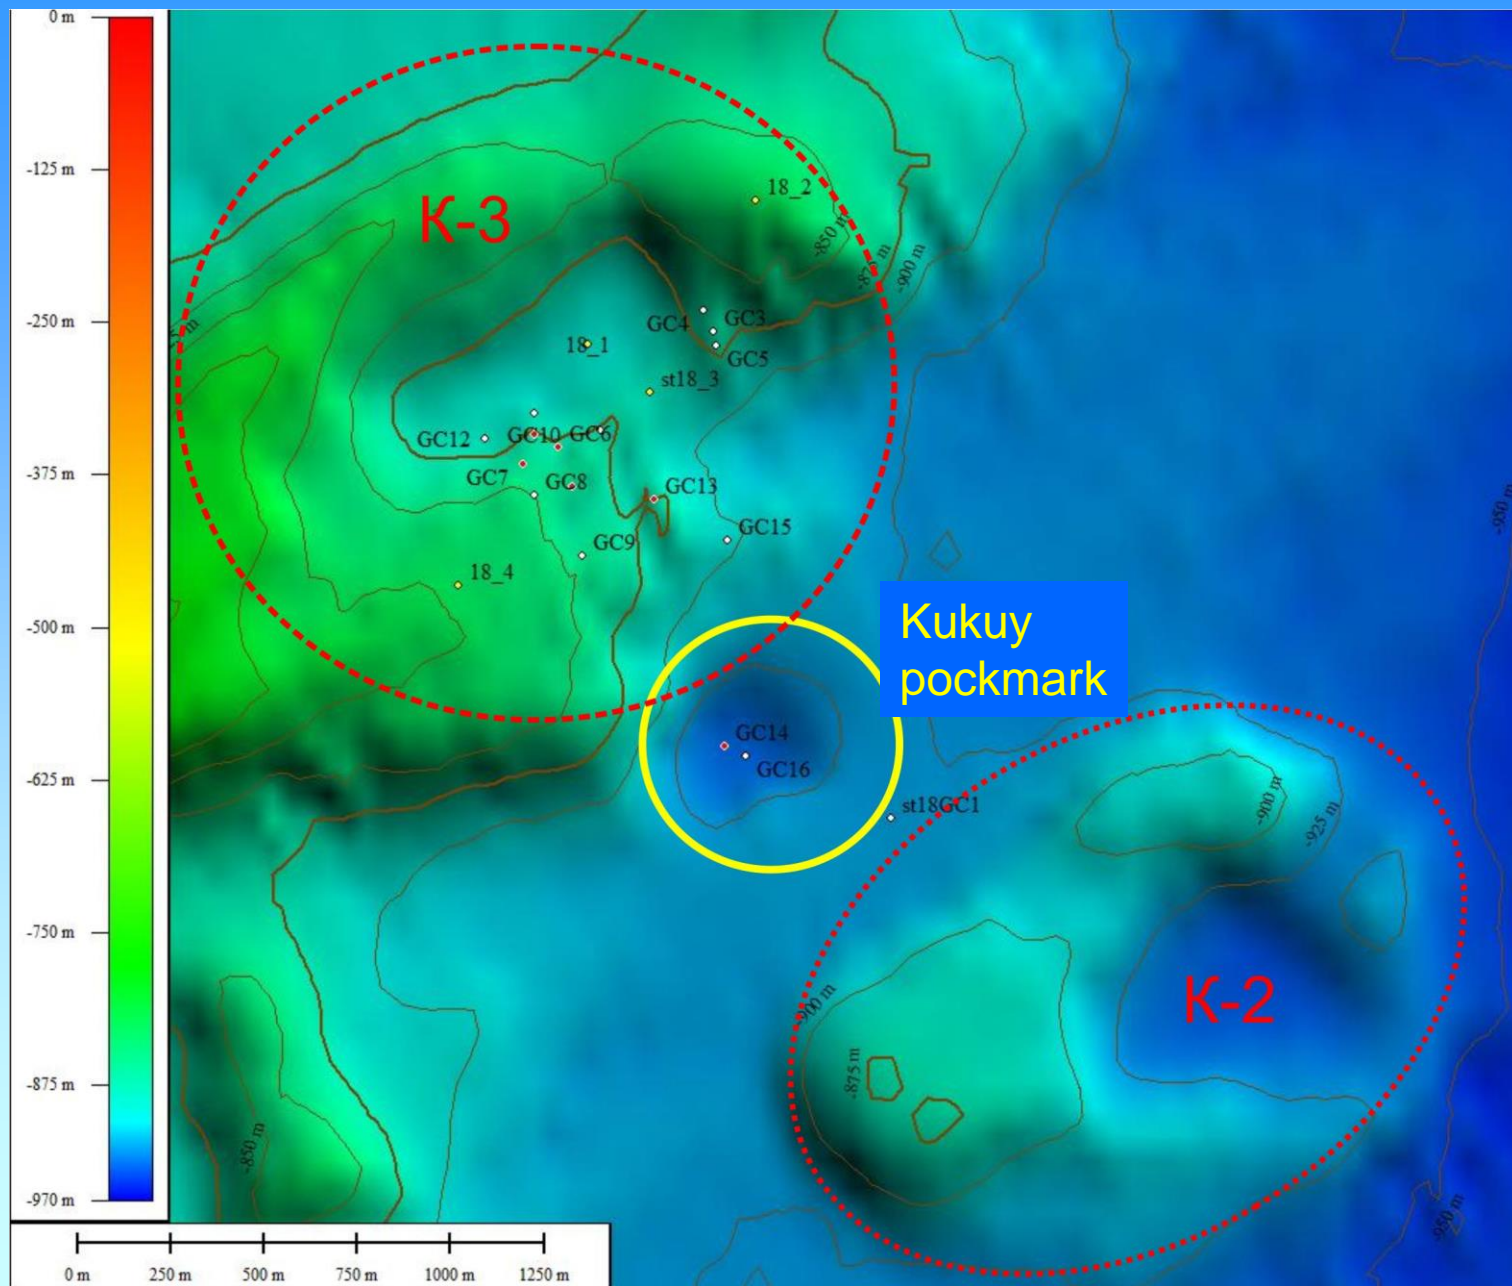 0 m
-125 m
-250 m
-375 m
-500 m
-625 m
-750 m
-875 m
-970 m
К-3
18_2
-850 m
-875 m
-900 m
GC4
GC3
GC5
18_1
st18_3
GC12
GC10
GC6
GC7
GC8
GC13
GC15
GC9
18_4
-950 m
Kukuy
pockmark
GC14
GC16
st18GC1
-900 m
-925 m
К-2
-900 m
-875 m
-850 m
-950 m
-950 m
0 m
250 m
500 m
750 m
1000 m
1250 m